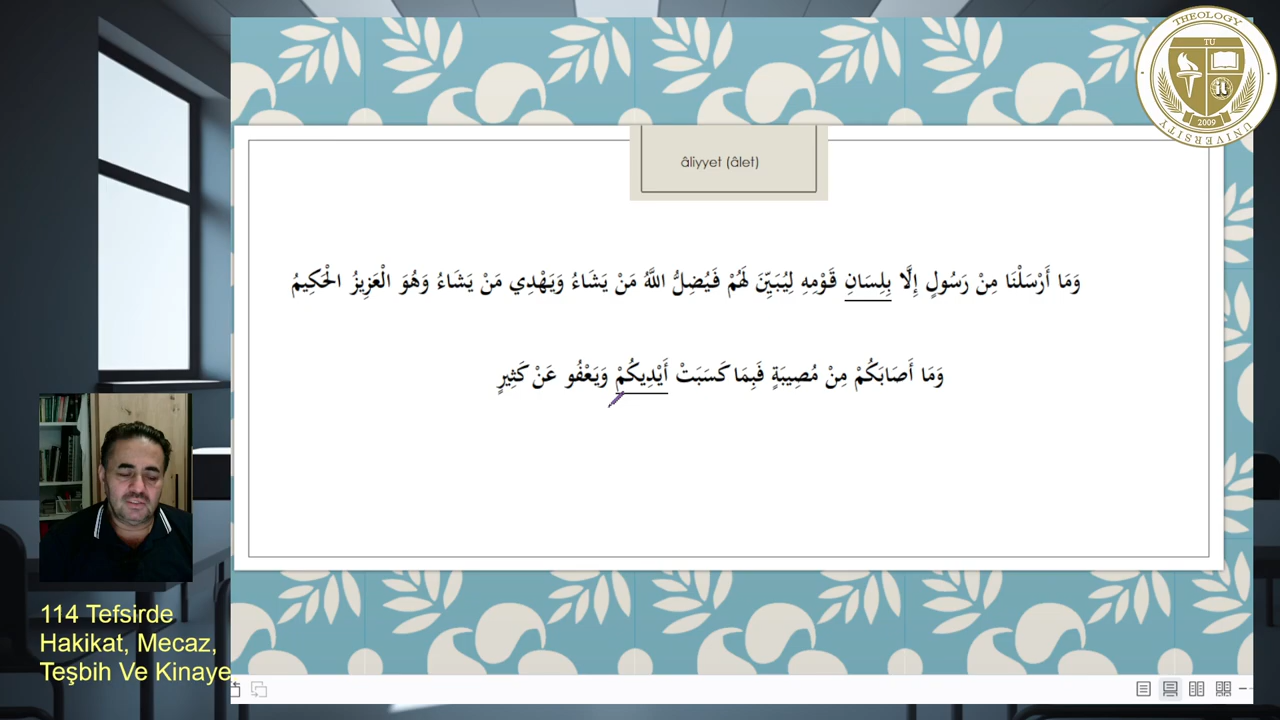 THEOLOGY
TU
2009
UNIVERSITY
âliyyet (âlet)
وَمَا أَرْسَلْنَا مِنْ رَسُولٍ إِلَّا بِلِسَانِ قَوْمِهِ لِيُبَيِّنَ لَهُمْ فَيُضِلُّ اللَّهُ مَنْ يَشَاءُ وَيَهْدِي مَنْ يَشَاءُ وَهُوَ الْعَزِيزُ الْحَكِيمُ
وَمَا أَصَابَكُمْ مِنْ مُصِيبَةٍ فَبِمَا كَسَبَتْ أَيْدِيكُمْ وَيَعْفُو عَنْ كَثِيرٍ
114 Tefsirde
Hakikat, Mecaz,
Teşbih Ve Kinaye